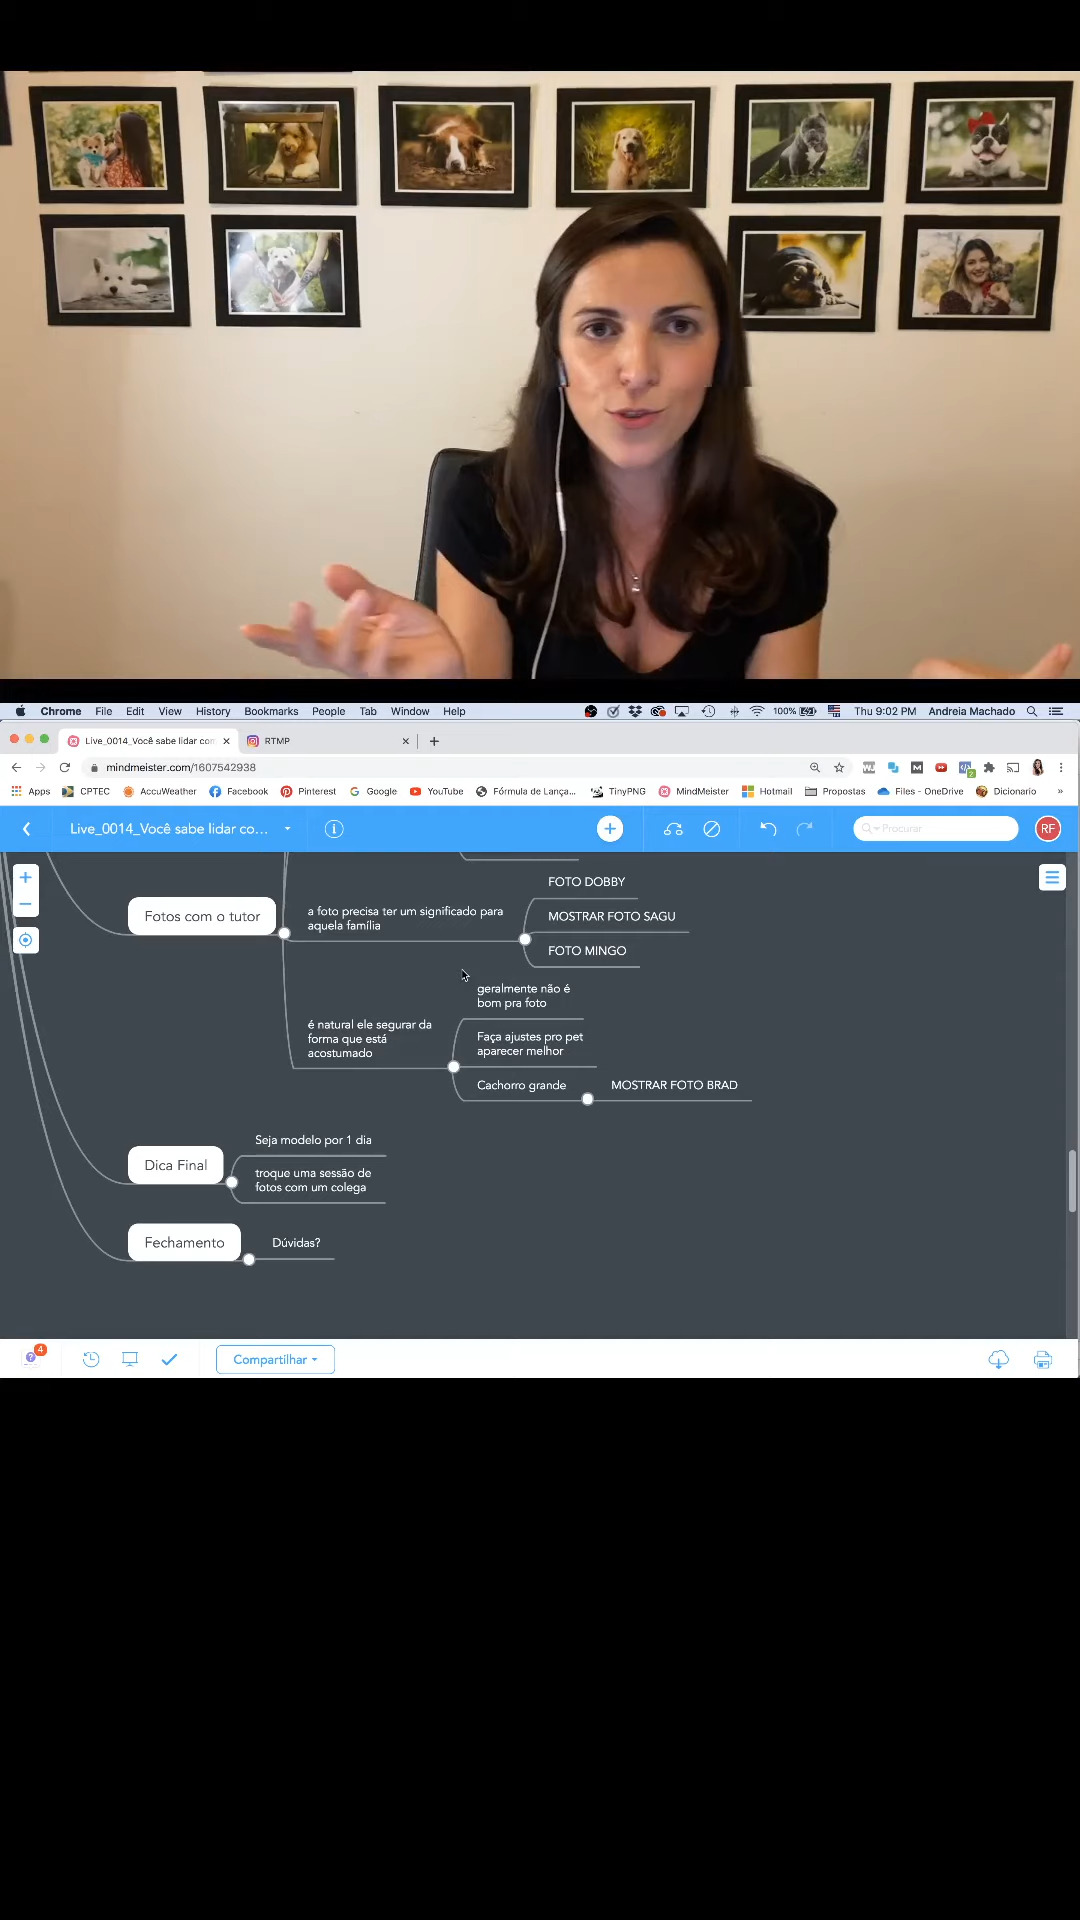 Chrome File Edit View History Bookmarks People Tab Window Help 100% Thu 9:02 PM Andreia Machado
Live_0014_Você sabe lidar con RTMP
mindmeister.com/1607542938
Apps CPTEC AccuWeather Facebook Pinterest Google YouTube Fórmula de Lança... TinyPNG MindMeister Hotmail Propostas Files - OneDrive Dicionario »
Live_0014_Você sabe lidar co... Procurar RF
FOTO DOBBY
Fotos com o tutor
a foto precisa ter um significado para
aquela família
MOSTRAR FOTO SAGU
FOTO MINGO
geralmente não é
bom pra foto
é natural ele segurar da
forma que está
acostumado
Faça ajustes pro pet
aparecer melhor
Cachorro grande
MOSTRAR FOTO BRAD
Dica Final
Seja modelo por 1 dia
troque uma sessão de
fotos com um colega
Fechamento
Dúvidas?
4
Compartilhar